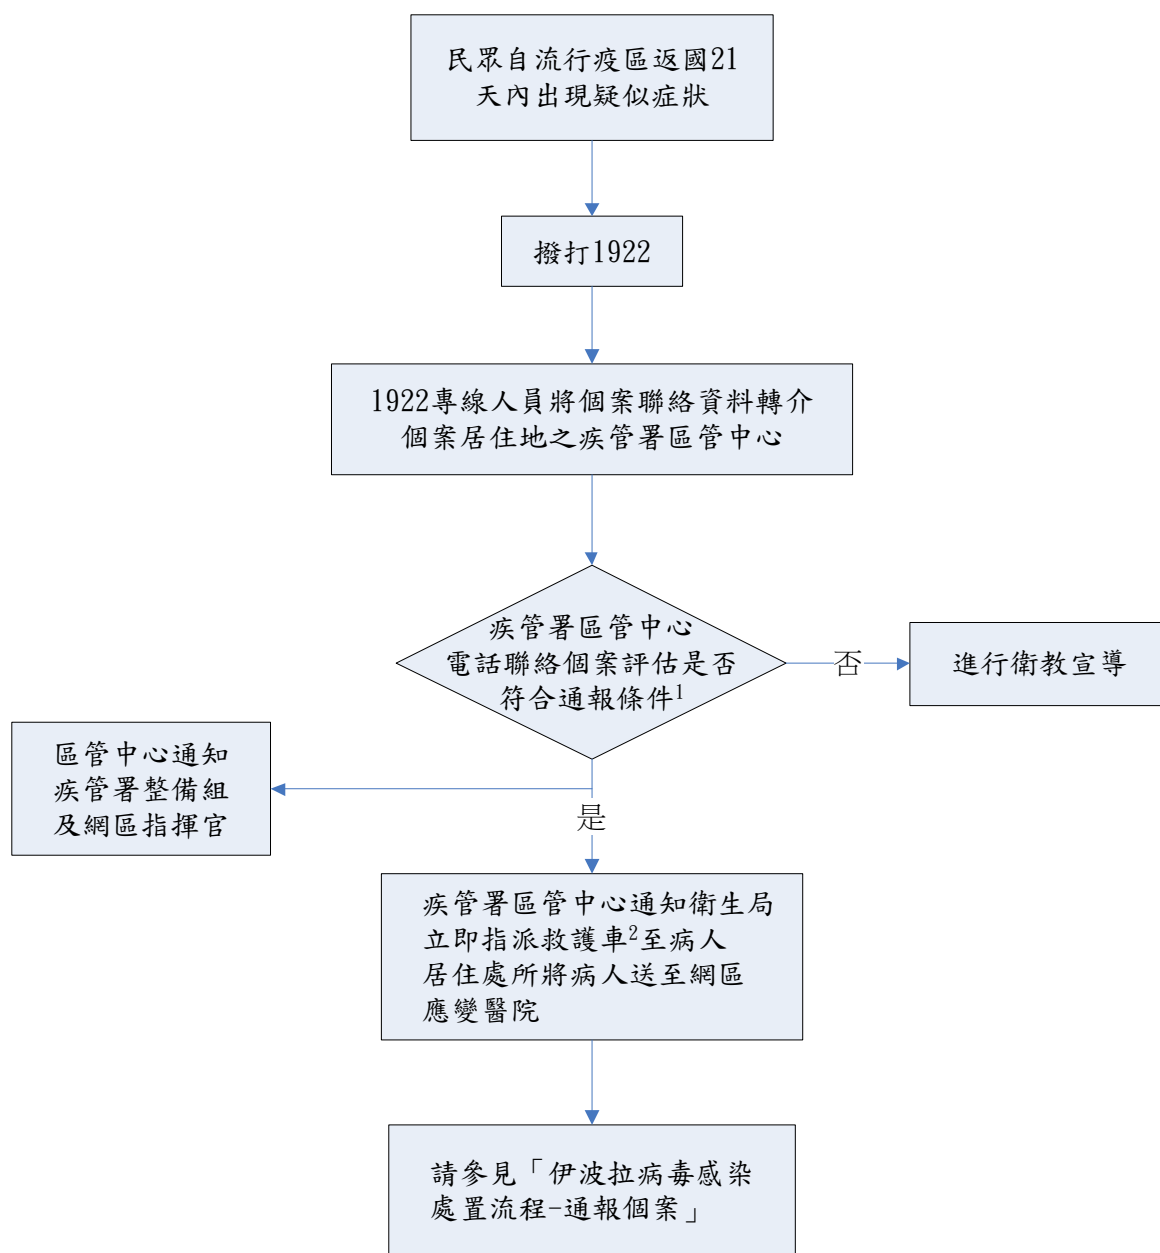 民眾自流行疫區返國21
天內出現疑似症狀
撥打1922
1922專線人員將個案聯絡資料轉介
個案居住地之疾管署區管中心
疾管署區管中心
電話聯絡個案評估是否
符合通報條件1
否
進行衛教宣導
區管中心通知
疾管署整備組
及網區指揮官
是
疾管署區管中心通知衛生局
立即指派救護車2至病人
居住處所將病人送至網區
應變醫院
請參見「伊波拉病毒感染
處置流程-通報個案」